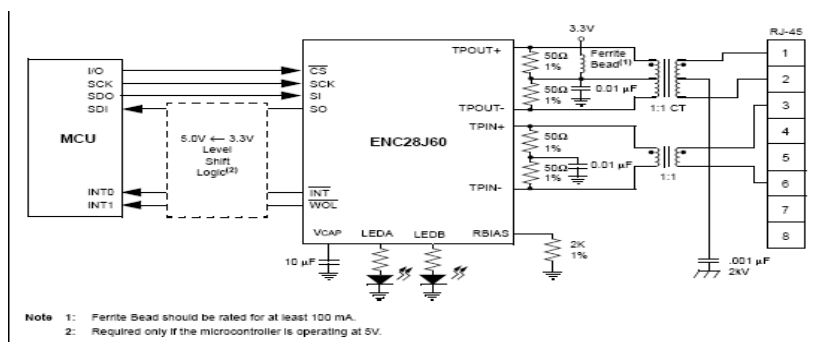 3.3V
RJ-45
MCU
I/O
SCK
SDO
SDI
INT0
INT1
5.0V ← 3.3V
Level
Shift
Logic(2)
CS
SCK
SI
SO
INT
WOL
ENC28J60
TPOUT+
TPOUT-
TPIN+
TPIN-
RBIAS
VCAP
LEDA
LEDB
50Ω
1%
50Ω
1%
Ferrite
Bead(1)
0.01 µF
1:1 CT
50Ω
1%
50Ω
1%
0.01 µF
1:1
1
2
3
4
5
6
7
8
10 µF
2K
1%
.001 µF
2kV
Note 1: Ferrite Bead should be rated for at least 100 mA.
2: Required only if the microcontroller is operating at 5V.